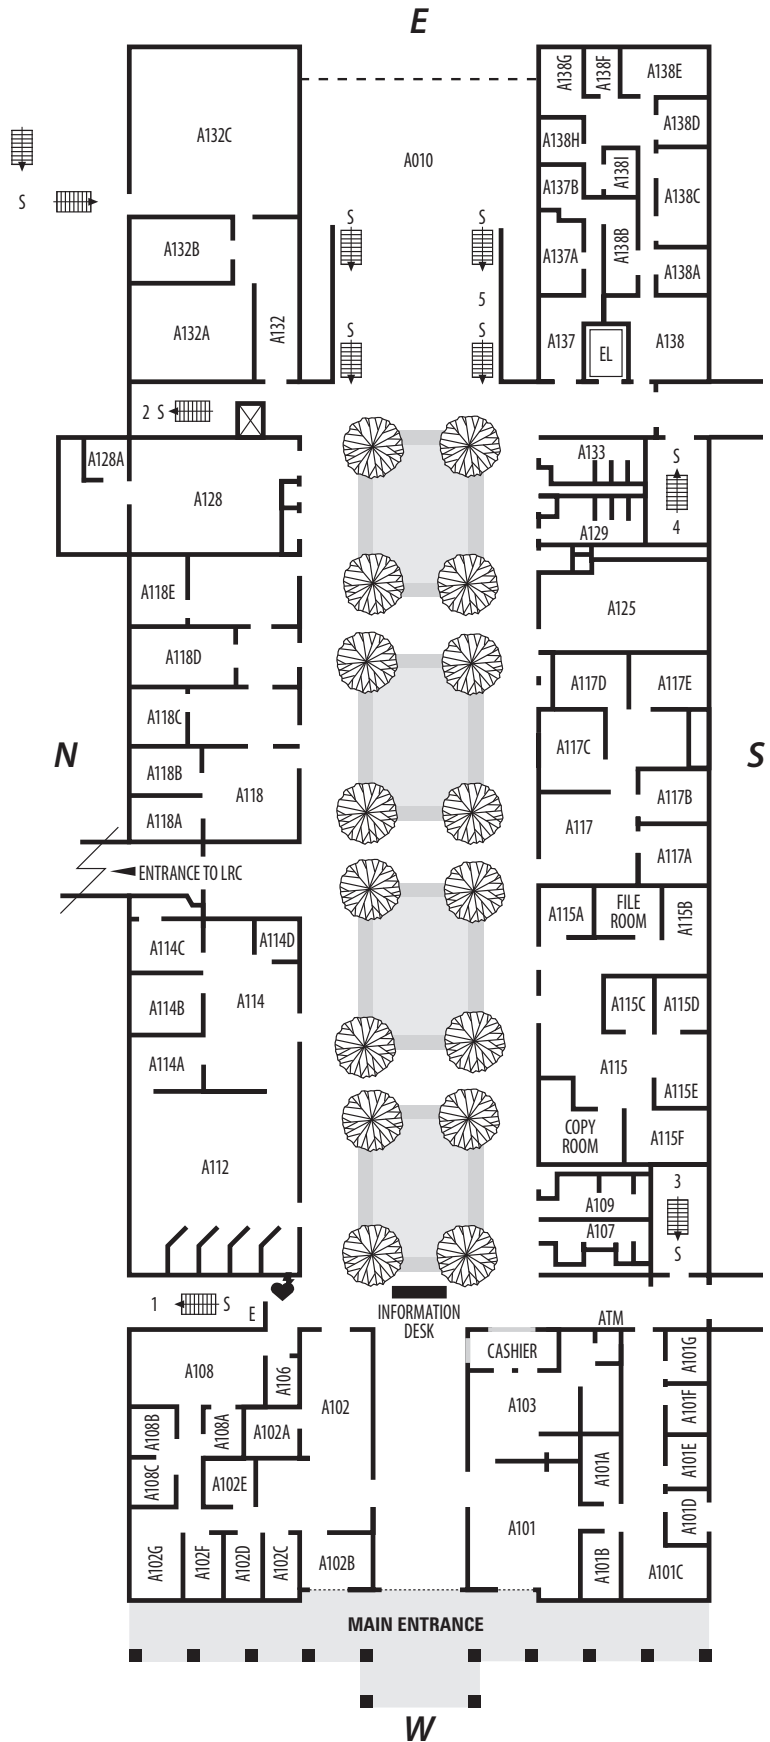 E
A138G
A138F
A138E
A132C
A138D
A010
A138H
A138I
A137B
A138C
S
S
S
A132B
A137A
A138B
A138A
5
A132A
A132
S
S
A137
EL
A138
2 S
A128A
A133
S
A128
A129
4
A118E
A125
A118D
A117D
A117E
A118C
N
A117C
S
A118B
A118
A117B
A118A
A117
ENTRANCE TO LRC
A117A
A115A
FILE
ROOM
A115B
A114C
A114D
A114B
A114
A115C
A115D
A114A
A115
A115E
COPY
ROOM
A115F
A112
3
A109
A107
S
1
S
E
INFORMATION
DESK
ATM
CASHIER
A108
A106
A101G
A102
A103
A101F
A108B
A108A
A102A
A108C
A102E
A101A
A101E
A101
A101D
A102G
A102F
A102D
A102C
A102B
A101B
A101C
MAIN ENTRANCE
W